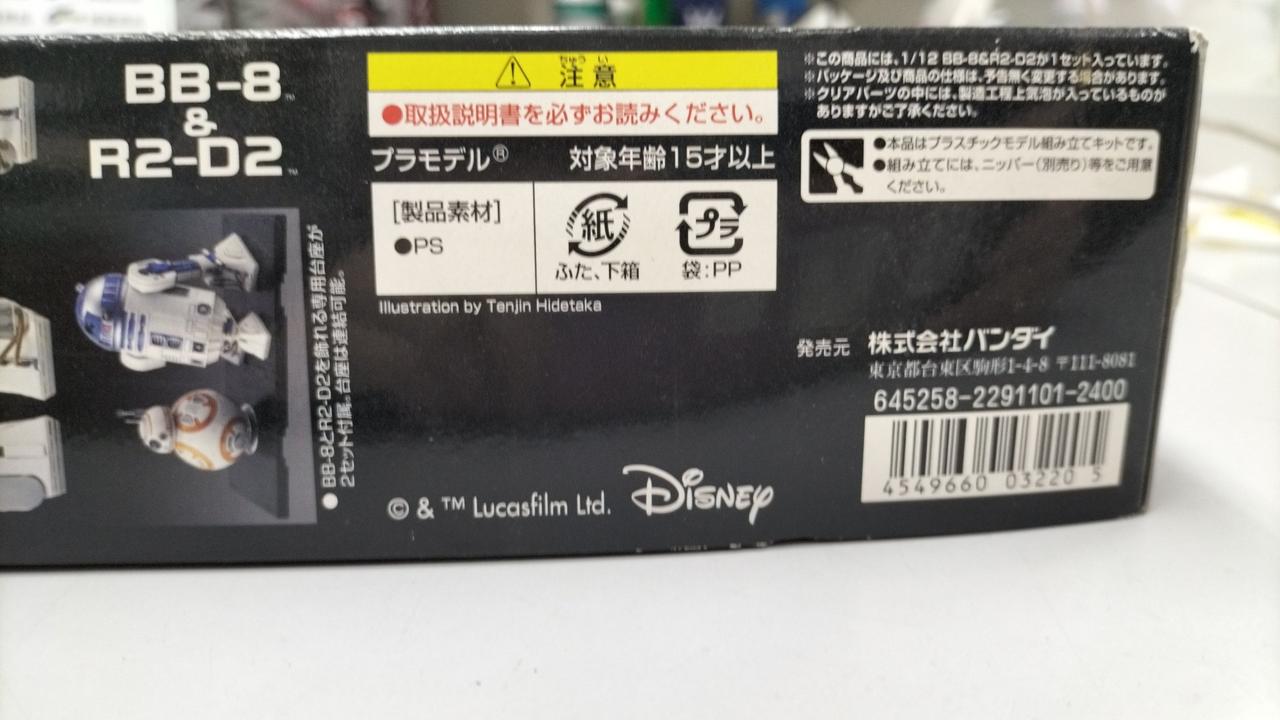 BB-8™
&
R2-D2™
●BB-8とR2-D2を飾れる専用台座が
2セット付属。台座は連結可能。
ちゅう い
⚠ 注意
●取扱説明書を必ずお読みください。
プラモデル® 対象年齢15才以上
[製品素材]
●PS
紙
ふた、下箱
プラ
袋:PP
Illustration by Tenjin Hidetaka
© & ™ Lucasfilm Ltd. Disney
※この商品には、1/12 BB-8&R2-D2が1セット入っています。
※パッケージ及び商品の仕様は、予告無く変更する場合があります。
※クリアパーツの中には、製造工程上気泡が入っているものが
ありますがご了承ください。
●本品はプラスチックモデル組み立てキットです。
●組み立てには、ニッパー(別売り)等をご用意
ください。
発売元 株式会社バンダイ
東京都台東区駒形1-4-8 〒111-8081
645258-2291101-2400
4549660 03220 5